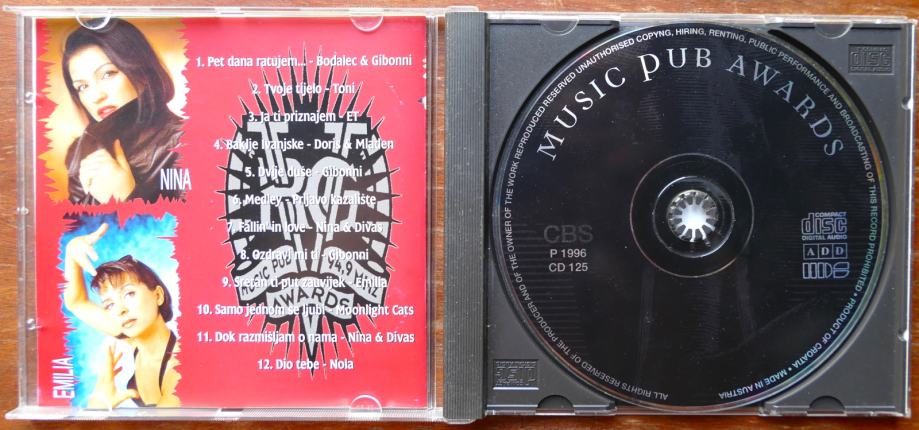 NINA
EMILIA
1. Pet dana ratujem... - Bodalec & Gibonni
2. Tvoje tijelo - Toni
3. Ja ti priznajem - ET
4. Baklje Ivanjske - Doris & Mladen
5. Dvije duše - Gibonni
6. Medley - Prljavo kazalište
7. Fallin' in love - Nina & Divas
8. Ozdravi mi ti - Gibonni
9. Sretan ti put zauvijek - Emilia
10. Samo jednom se ljubi - Moonlight Cats
11. Dok razmišljam o nama - Nina & Divas
12. Dio tebe - Nola
MUSIC PUB
AWARDS
MUSIC PUB AWARDS
CBS
P 1996
CD 125
COMPACT
disc
DIGITAL AUDIO
ADD
ALL RIGHTS RESERVED OF THE PRODUCER AND OF THE OWNER OF THE WORK REPRODUCED RESERVED UNAUTHORISED COPYNG, HIRING, RENTING, PUBLIC PERFORMANCE AND BROADCASTING OF THIS RECORD PROHIBITED • PRODUCT OF CROATIA • MADE IN AUSTRIA
disc